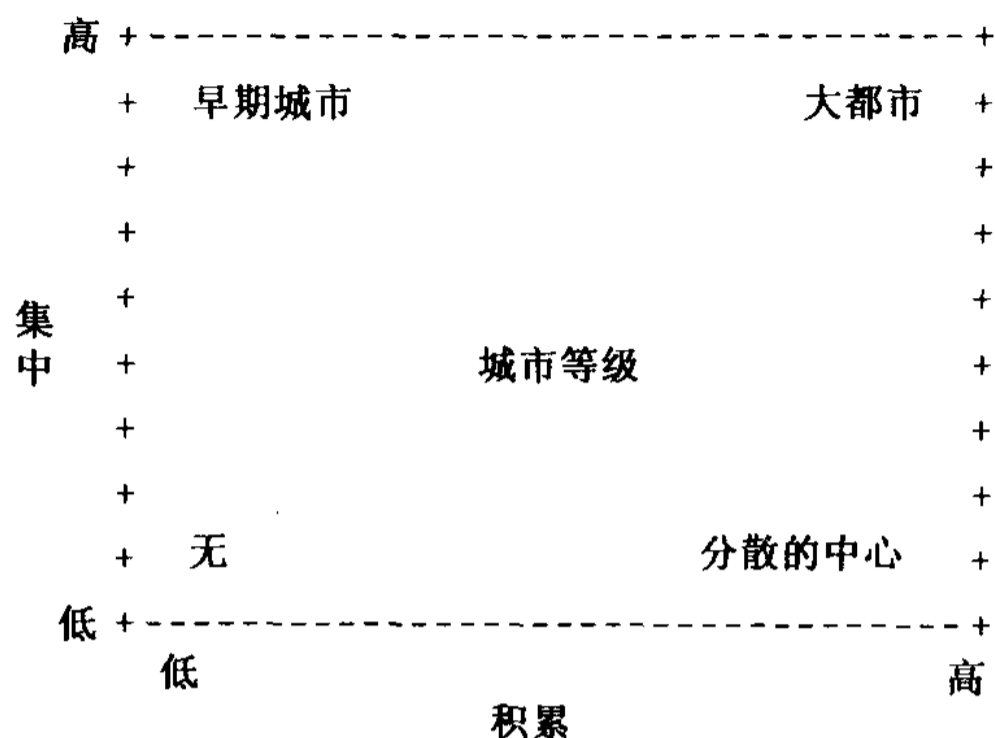 高
早期城市 大都市
集中
城市等级
无 分散的中心
低
低 高
积累